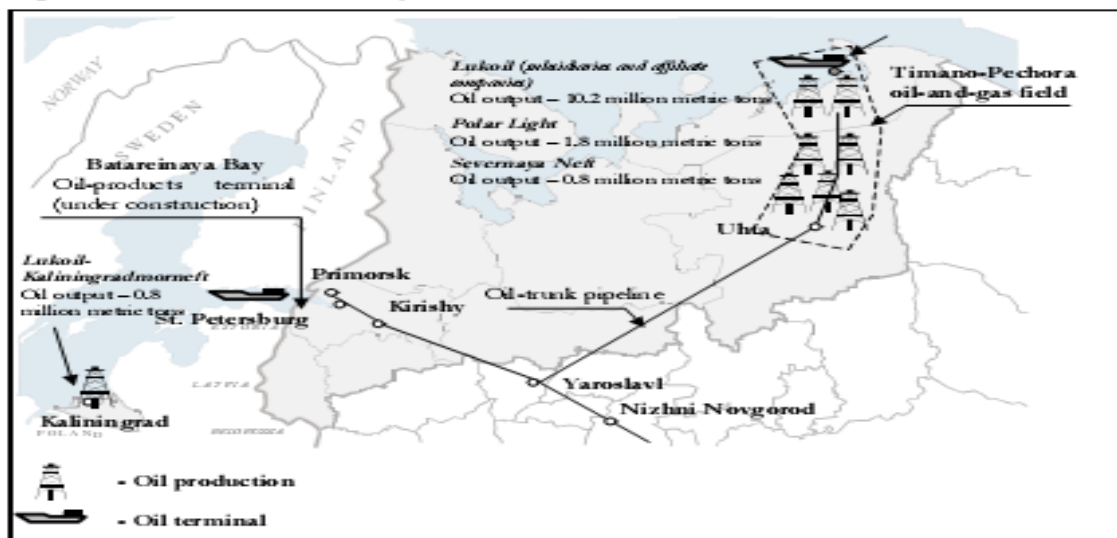 NORWAY
SWEDEN
FINLAND
Lukoil (subsidiaries and affiliate
companies)
Oil output – 10.2 million metric tons
Polar Light
Oil output – 1.8 million metric tons
Severnaya Neft
Oil output – 0.8 million metric tons
Timano-Pechora
oil-and-gas field
Batareinaya Bay
Oil-products terminal
(under construction)
Uhta
Lukoil-
Kaliningradmorneft
Oil output – 0.8
million metric tons
Primorsk
St. Petersburg
Kirishy
Oil-trunk pipeline
ESTONIA
LATVIA
Yaroslavl
Nizhni Novgorod
Kaliningrad
POLAND
- Oil production
- Oil terminal